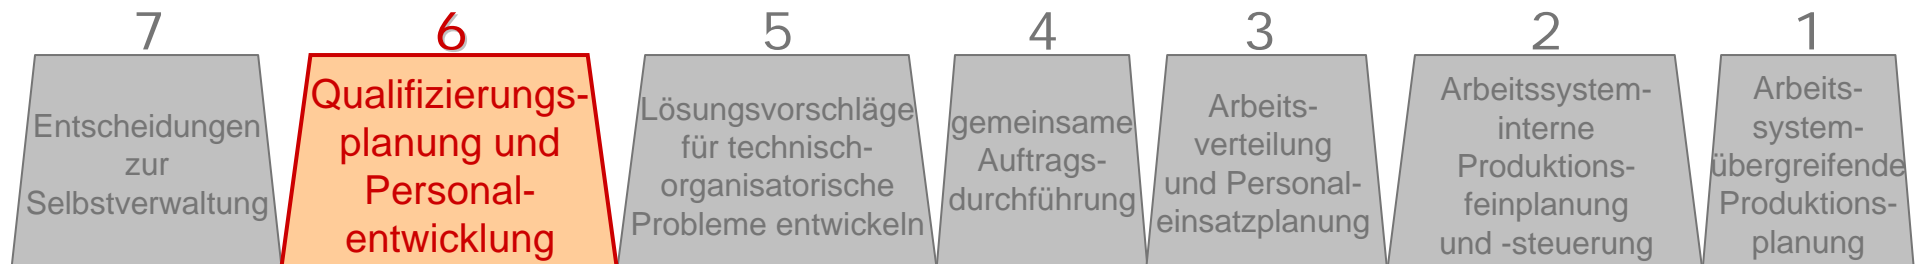 7
Entscheidungen
zur
Selbstverwaltung
6
Qualifizierungs-
planung und
Personal-
entwicklung
5
Lösungsvorschläge
für technisch-
organisatorische
Probleme entwickeln
4
gemeinsame
Auftrags-
durchführung
3
Arbeits-
verteilung
und Personal-
einsatzplanung
2
Arbeitssystem-
interne
Produktions-
feinplanung
und -steuerung
1
Arbeits-
system-
übergreifende
Produktions-
planung